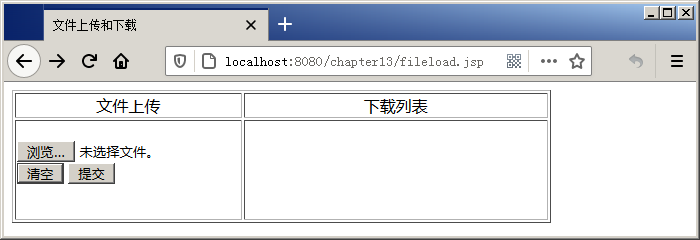 文件上传和下载
localhost:8080/chapter13/fileload.jsp
文件上传 下载列表
浏览... 未选择文件。
清空 提交